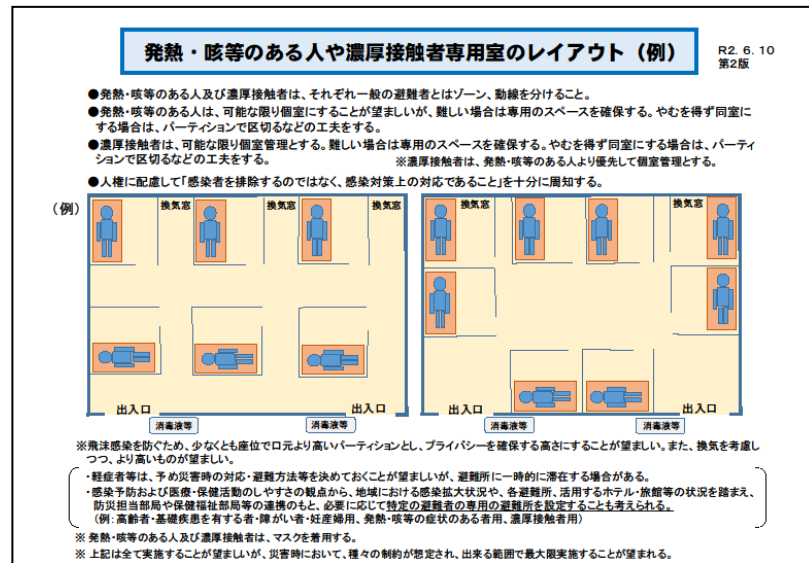 発熱・咳等のある人や濃厚接触者専用室のレイアウト（例）
R2. 6. 10
第2版
●発熱・咳等のある人及び濃厚接触者は、それぞれ一般の避難者とはゾーン、動線を分けること。
●発熱・咳等のある人は、可能な限り個室にすることが望ましいが、難しい場合は専用のスペースを確保する。やむを得ず同室に
する場合は、パーティションで区切るなどの工夫をする。
●濃厚接触者は、可能な限り個室管理とする。難しい場合は専用のスペースを確保する。やむを得ず同室にする場合は、パーティ
ションで区切るなどの工夫をする。
※濃厚接触者は、発熱・咳等のある人より優先して個室管理とする。
●人権に配慮して「感染者を排除するのではなく、感染対策上の対応であること」を十分に周知する。
（例）
換気窓 換気窓 換気窓
換気窓 換気窓
出入口 出入口
消毒液等 消毒液等
出入口 出入口
消毒液等 消毒液等
※飛沫感染を防ぐため、少なくとも座位で口元より高いパーティションとし、プライバシーを確保する高さにすることが望ましい。また、換気を考慮し
つつ、より高いものが望ましい。
・軽症者等は、予め災害時の対応・避難方法等を決めておくことが望ましいが、避難所に一時的に滞在する場合がある。
・感染予防および医療・保健活動のしやすさの観点から、地域における感染拡大状況や、各避難所、活用するホテル・旅館等の状況を踏まえ、
防災担当部局や保健福祉部局等の連携のもと、必要に応じて特定の避難者の専用の避難所を設定することも考えられる。
（例：高齢者・基礎疾患を有する者・障がい者・妊産婦用、発熱・咳等の症状のある者用、濃厚接触者用）
※ 発熱・咳等のある人及び濃厚接触者は、マスクを着用する。
※ 上記は全て実施することが望ましいが、災害時において、種々の制約が想定され、出来る範囲で最大限実施することが望まれる。